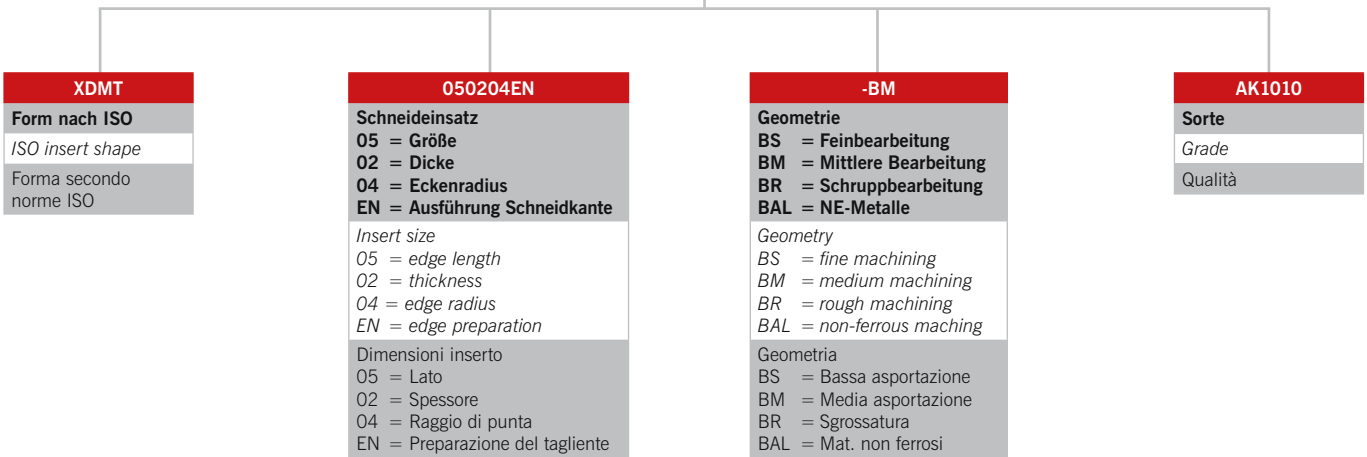 XDMT
Form nach ISO
ISO insert shape
Forma secondo
norme ISO
050204EN
Schneideinsatz
05 = Größe
02 = Dicke
04 = Eckenradius
EN = Ausführung Schneidkante
Insert size
05 = edge length
02 = thickness
04 = edge radius
EN = edge preparation
Dimensioni inserto
05 = Lato
02 = Spessore
04 = Raggio di punta
EN = Preparazione del tagliente
-BM
Geometrie
BS = Feinbearbeitung
BM = Mittlere Bearbeitung
BR = Schruppbearbeitung
BAL = NE-Metalle
Geometry
BS = fine machining
BM = medium machining
BR = rough machining
BAL = non-ferrous maching
Geometria
BS = Bassa asportazione
BM = Media asportazione
BR = Sgrossatura
BAL = Mat. non ferrosi
AK1010
Sorte
Grade
Qualità